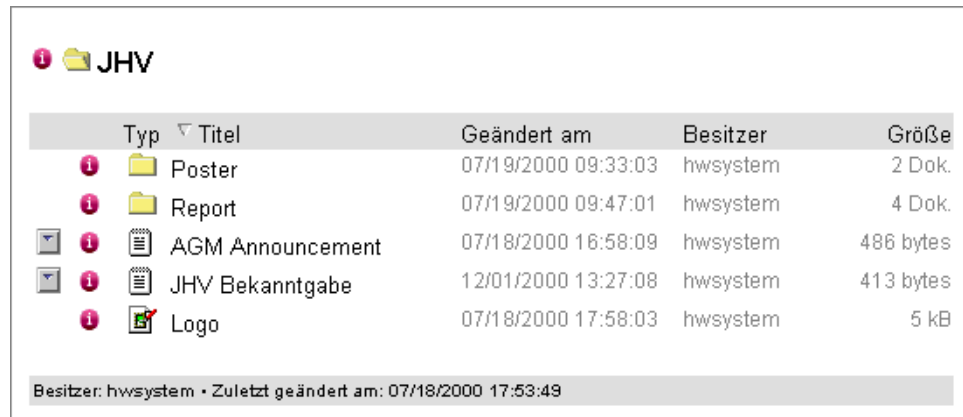 JHV
Typ Titel Geändert am Besitzer Größe
Poster 07/19/2000 09:33:03 hwsystem 2 Dok.
Report 07/19/2000 09:47:01 hwsystem 4 Dok.
AGM Announcement 07/18/2000 16:58:09 hwsystem 486 bytes
JHV Bekanntgabe 12/01/2000 13:27:08 hwsystem 413 bytes
Logo 07/18/2000 17:58:03 hwsystem 5 kB
Besitzer: hwsystem • Zuletzt geändert am: 07/18/2000 17:53:49